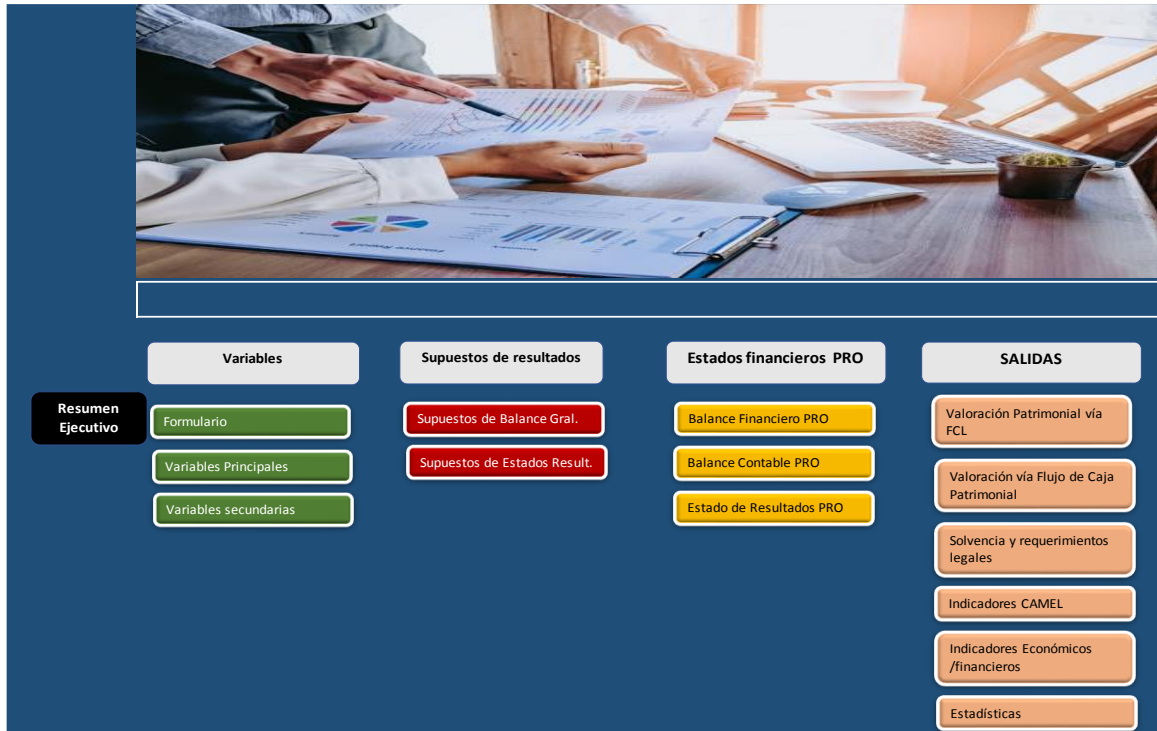 Finance Report
Variables
Supuestos de resultados
Estados financieros PRO
SALIDAS
Resumen
Ejecutivo
Formulario
Variables Principales
Variables secundarias
Supuestos de Balance Gral.
Supuestos de Estados Result.
Balance Financiero PRO
Balance Contable PRO
Estado de Resultados PRO
Valoración Patrimonial vía
FCL
Valoración vía Flujo de Caja
Patrimonial
Solvencia y requerimientos
legales
Indicadores CAMEL
Indicadores Económicos
/financieros
Estadísticas